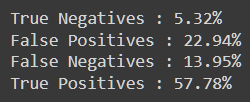 True Negatives : 5.32%
False Positives : 22.94%
False Negatives : 13.95%
True Positives : 57.78%